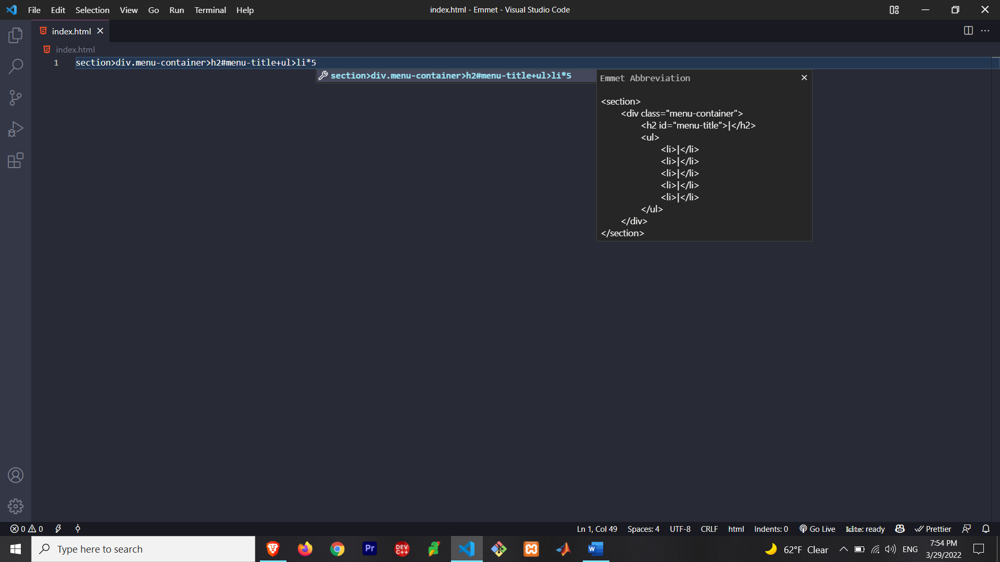 File Edit Selection View Go Run Terminal Help
index.html - Emmet - Visual Studio Code
index.html
index.html
1 section>div.menu-container>h2#menu-title+ul>li*5
section>div.menu-container>h2#menu-title+ul>li*5
Emmet Abbreviation
<section>
<div class="menu-container">
<h2 id="menu-title">|</h2>
<ul>
<li>|</li>
<li>|</li>
<li>|</li>
<li>|</li>
<li>|</li>
</ul>
</div>
</section>
0 0
Ln 1, Col 49 Spaces: 4 UTF-8 CRLF html Indents: 0 Go Live kite: ready Prettier
Type here to search
Pr
DEV C++
W
62°F Clear
ENG
7:54 PM
3/29/2022